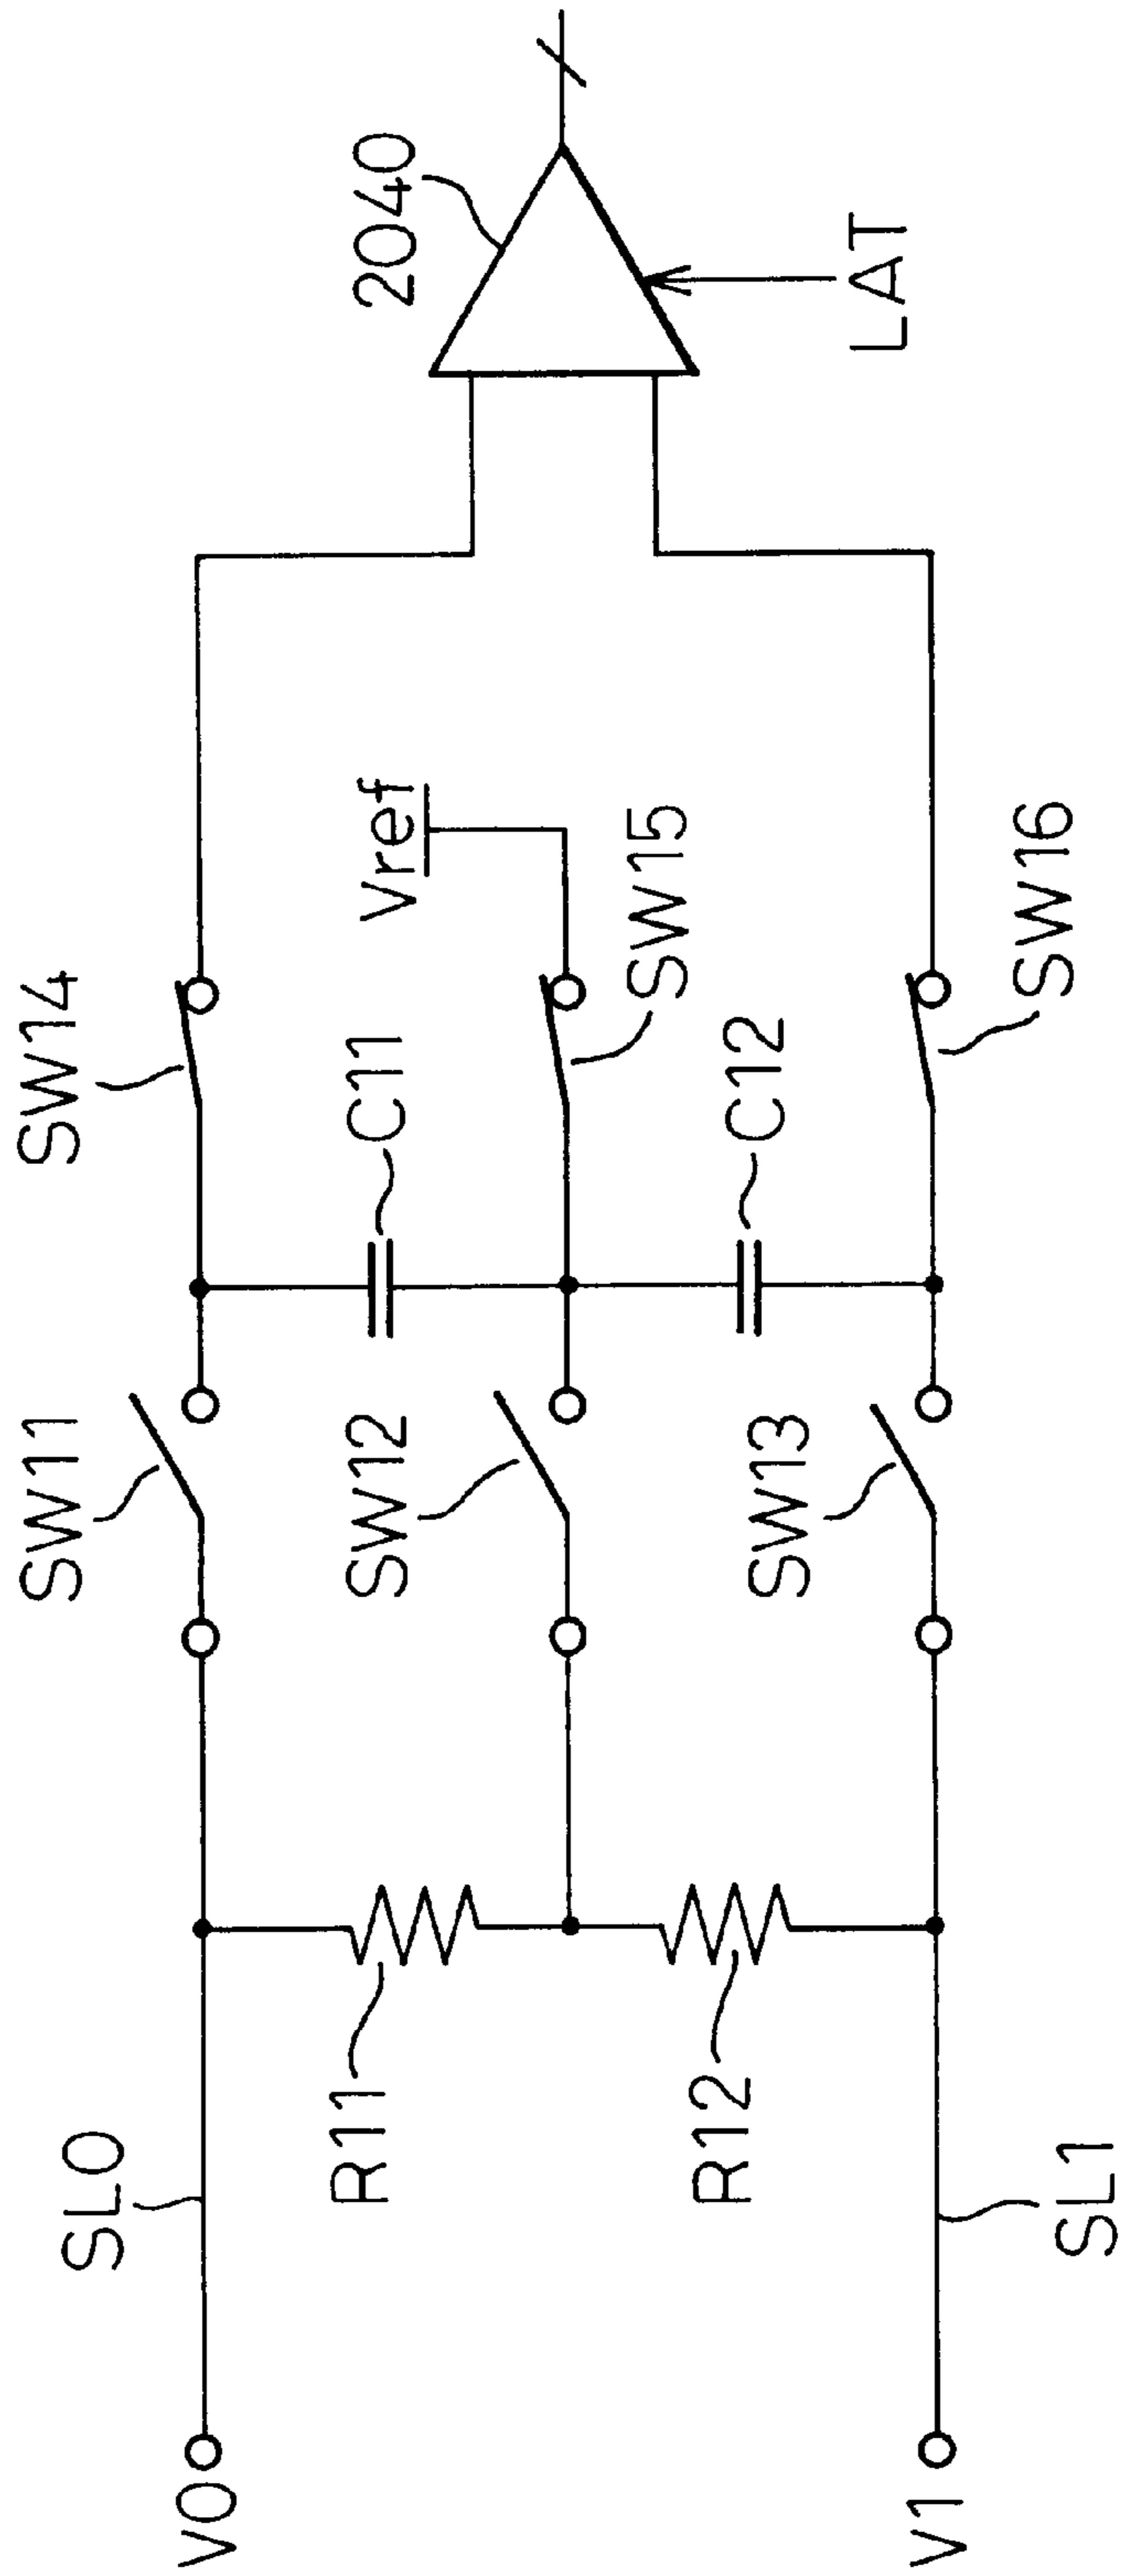 SW11
SW14
2040
SL0
V0
R11
SW12
C11
Vref
SW15
R12
SW13
C12
LAT
V1
SL1
SW16